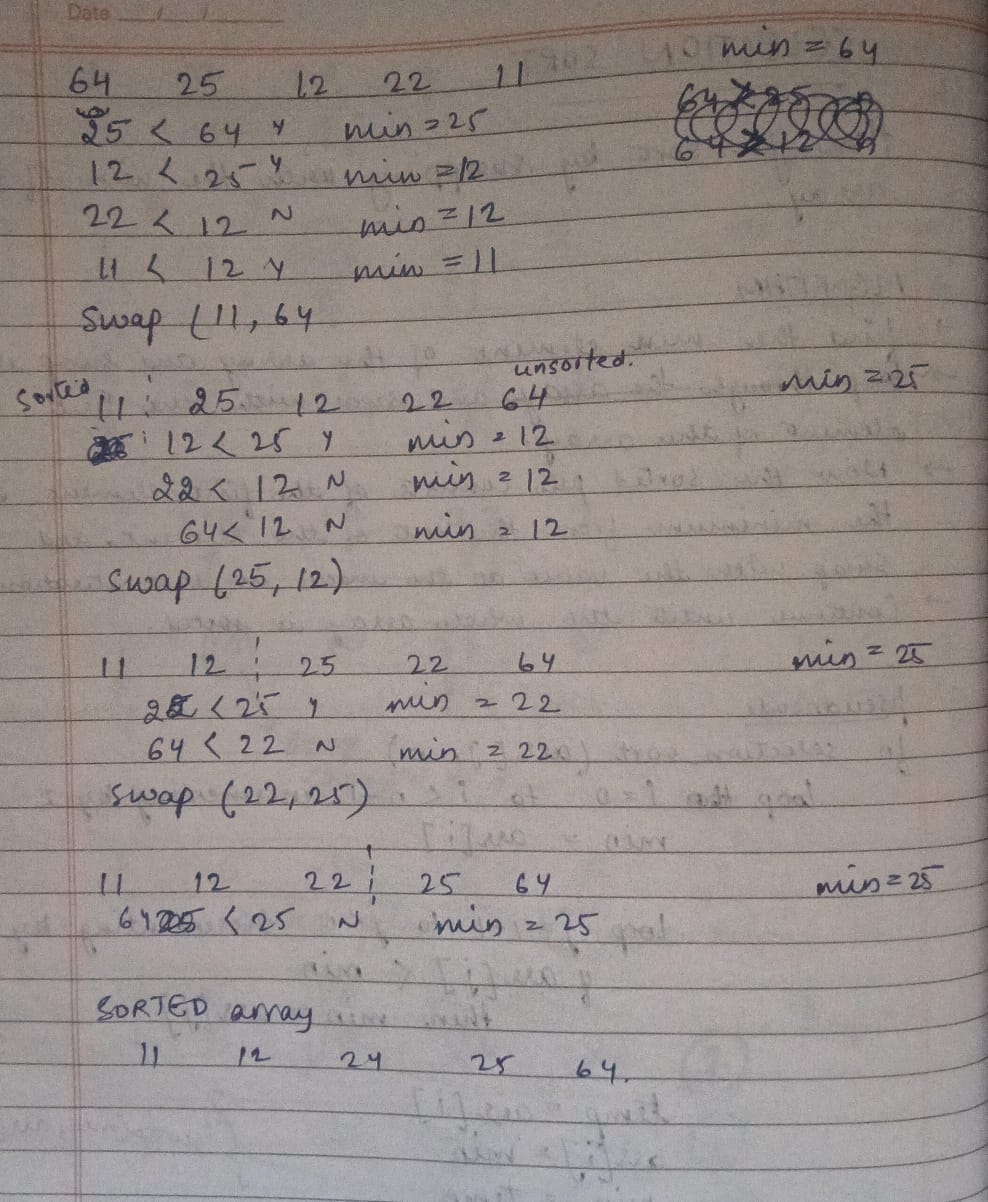 Date / /
min = 64
64 25 12 22 11
25 < 64 Y min = 25
12 < 25 Y min = 12
22 < 12 N min = 12
11 < 12 Y min = 11
Swap (11, 64
Sorted unsorted.
11 25 12 22 64 min = 25
12 < 25 Y min = 12
22 < 12 N min = 12
64 < 12 N min = 12
Swap (25, 12)
11 12 25 22 64 min = 25
22 < 25 Y min = 22
64 < 22 N min = 22
Swap (22, 25)
11 12 22 25 64 min = 25
64 < 25 N min = 25
SORTED array
11 12 24 25 64.